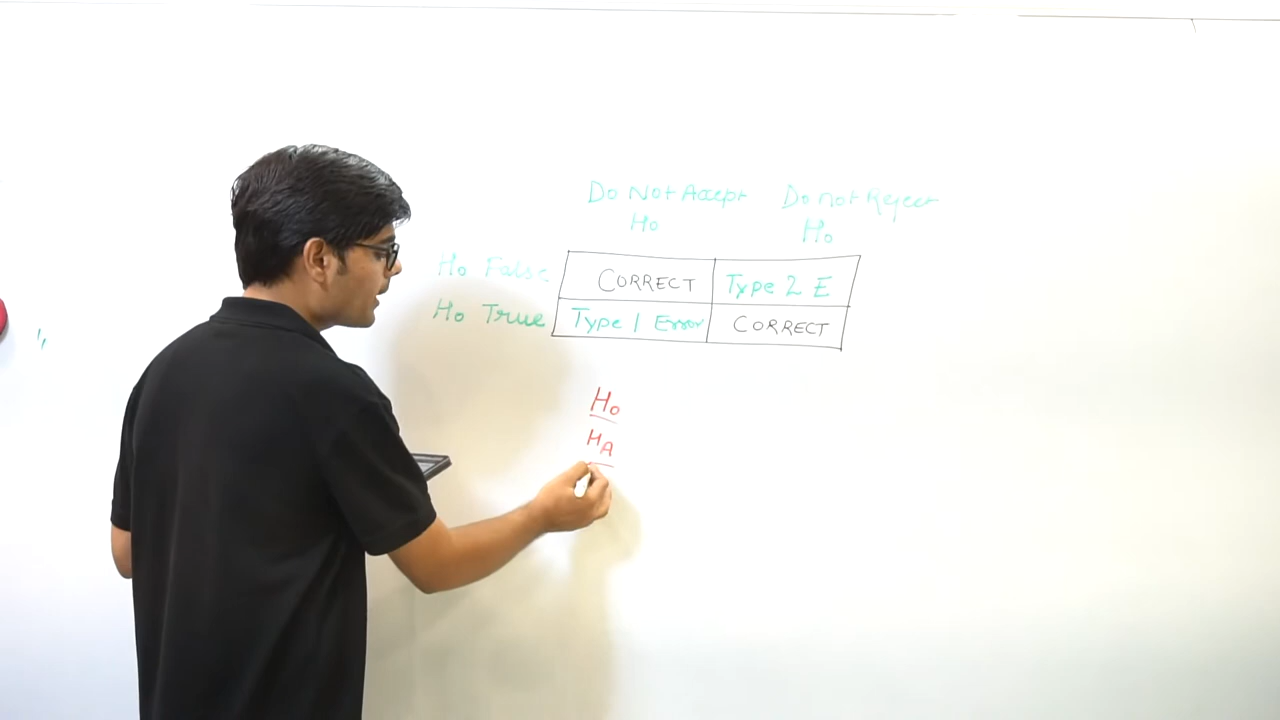 Do Not Accept Do not Reject
Ho Ho
Ho False CORRECT Type 2 E
Ho True Type 1 Error CORRECT
Ho
HA